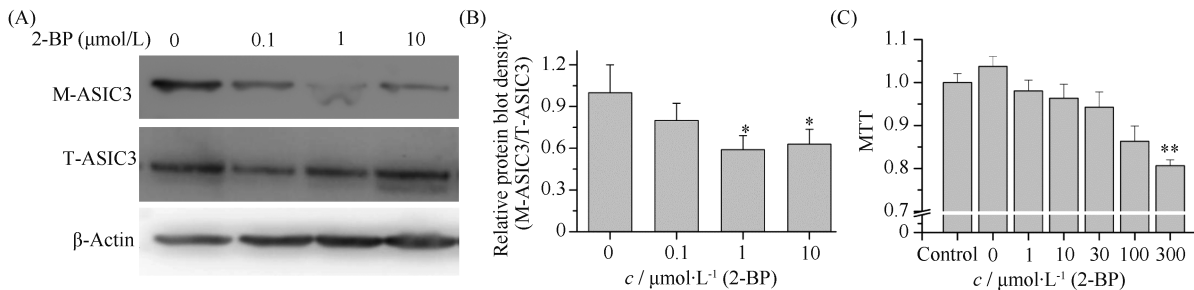 (A)
2-BP (μmol/L)
0 0.1 1 10
M-ASIC3
T-ASIC3
β-Actin
(B)
Relative protein blot density
(M-ASIC3/T-ASIC3)
1.2
0.9
0.6
0.3
0
* *
0 0.1 1 10
c / μmol·L⁻¹ (2-BP)
(C)
MTT
1.1
1.0
0.9
0.8
0.7
0
**
Control 0 1 10 30 100 300
c / μmol·L⁻¹ (2-BP)